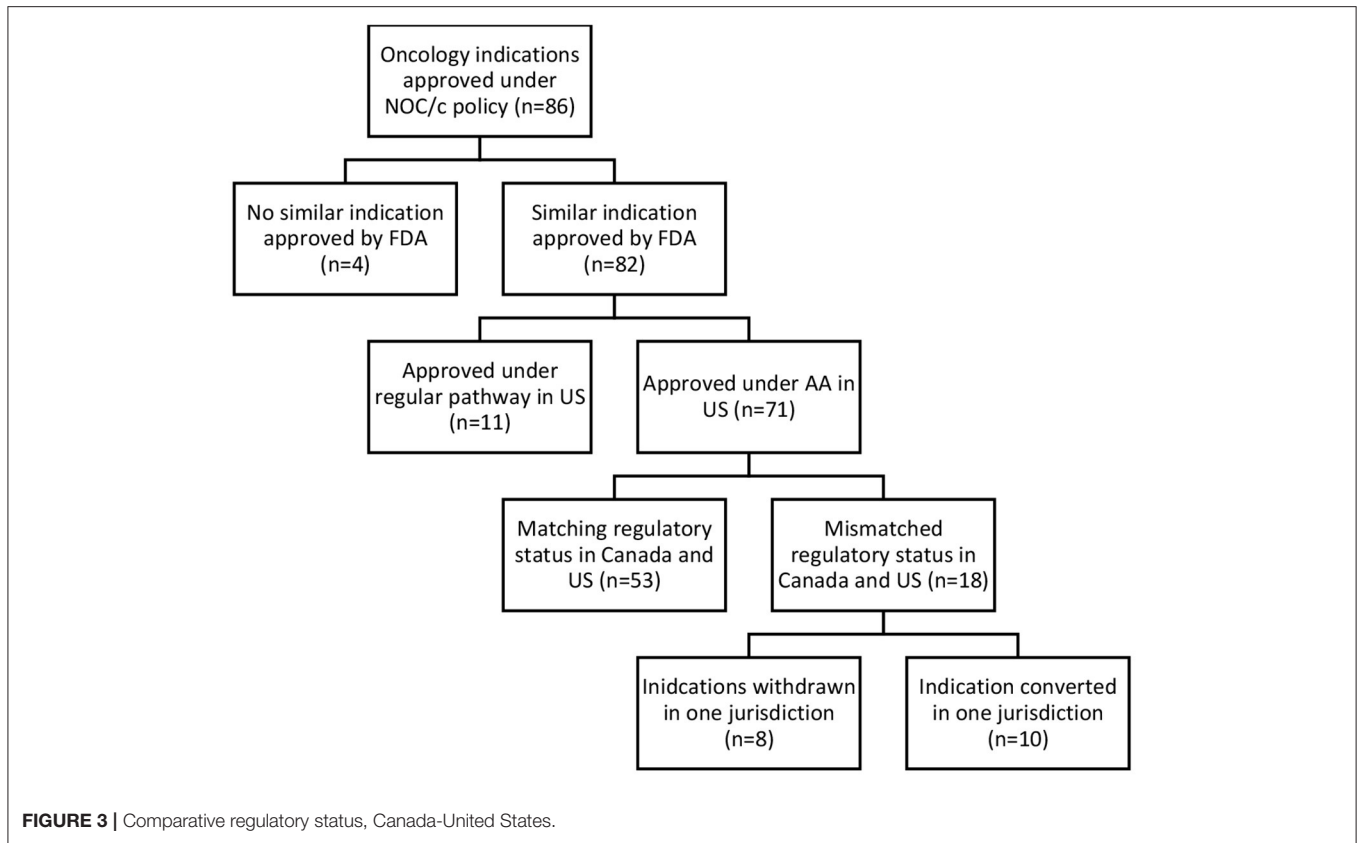 Oncology indications
approved under
NOC/c policy (n=86)
No similar indication
approved by FDA
(n=4)
Similar indication
approved by FDA
(n=82)
Approved under
regular pathway in US
(n=11)
Approved under AA in
US (n=71)
Matching regulatory
status in Canada and
US (n=53)
Mismatched
regulatory status in
Canada and US (n=18)
Inidcations withdrawn
in one jurisdiction
(n=8)
Indication converted
in one jurisdiction
(n=10)
FIGURE 3 | Comparative regulatory status, Canada-United States.